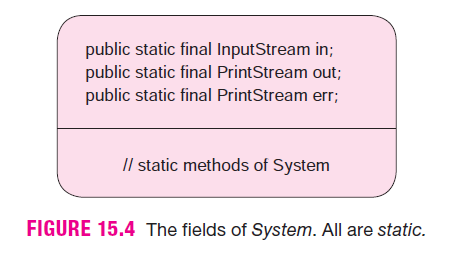 public static final InputStream in;
public static final PrintStream out;
public static final PrintStream err;
// static methods of System
FIGURE 15.4 The fields of System. All are static.